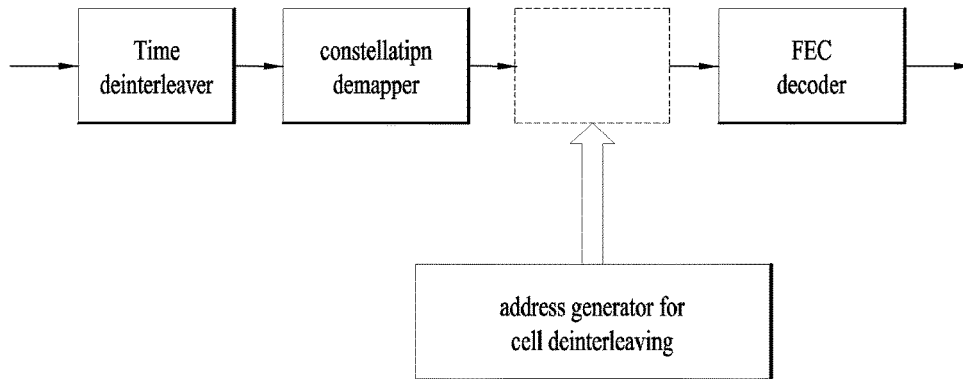 Time
deinterleaver
constellatipn
demapper
FEC
decoder
address generator for
cell deinterleaving